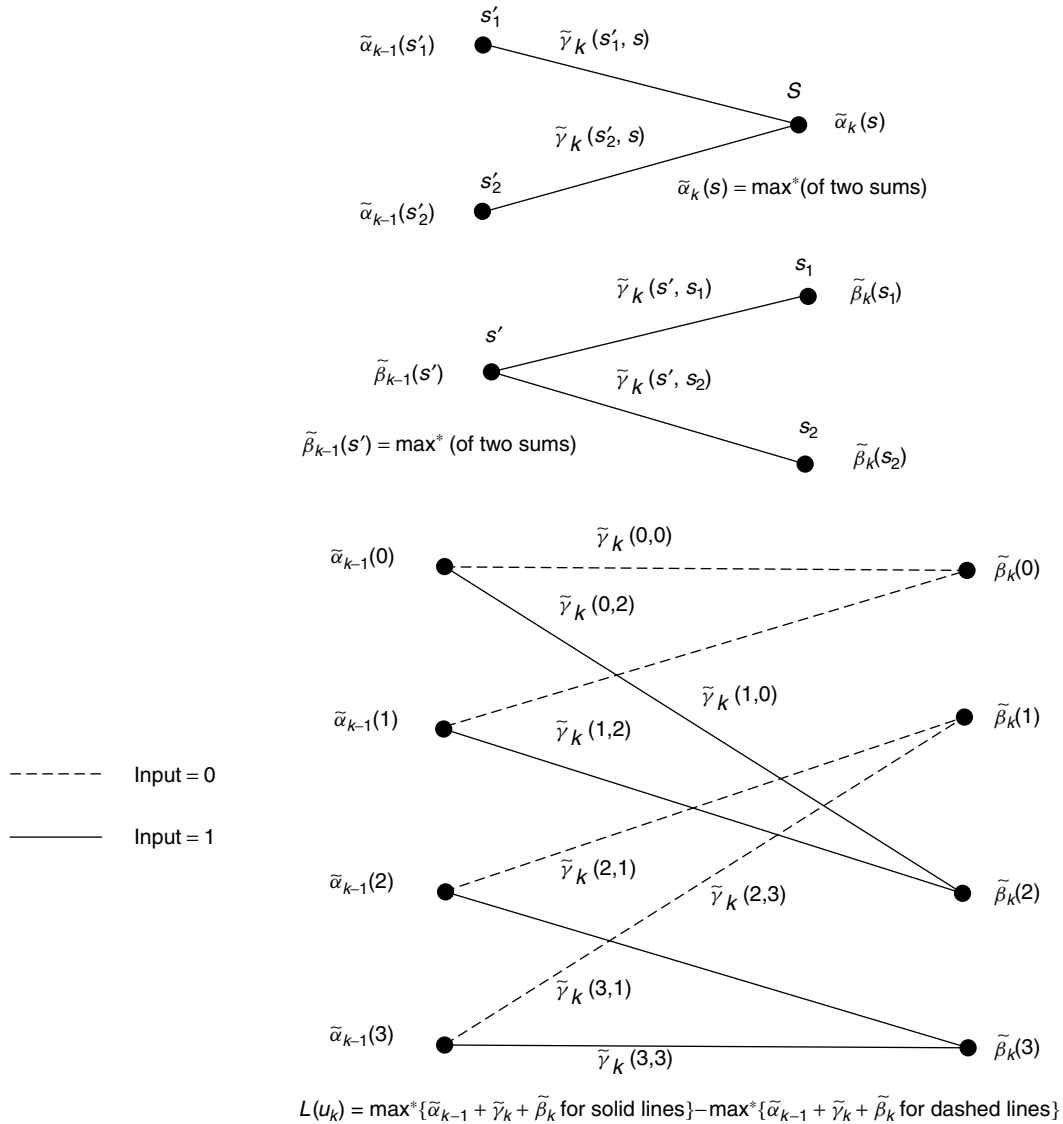 s′₁
α̃ₖ₋₁(s′₁)
γ̃ₖ(s′₁, s)
S
α̃ₖ(s)
γ̃ₖ(s′₂, s)
s′₂
α̃ₖ₋₁(s′₂)
α̃ₖ(s) = max*(of two sums)
s₁
γ̃ₖ(s′, s₁)
β̃ₖ(s₁)
s′
β̃ₖ₋₁(s′)
γ̃ₖ(s′, s₂)
s₂
β̃ₖ₋₁(s′) = max* (of two sums)
β̃ₖ(s₂)
γ̃ₖ(0,0)
α̃ₖ₋₁(0)
β̃ₖ(0)
γ̃ₖ(0,2)
γ̃ₖ(1,0)
α̃ₖ₋₁(1)
β̃ₖ(1)
γ̃ₖ(1,2)
Input = 0
Input = 1
γ̃ₖ(2,1)
α̃ₖ₋₁(2)
γ̃ₖ(2,3)
β̃ₖ(2)
γ̃ₖ(3,1)
α̃ₖ₋₁(3)
β̃ₖ(3)
γ̃ₖ(3,3)
L(uₖ) = max*{α̃ₖ₋₁ + γ̃ₖ + β̃ₖ for solid lines}−max*{α̃ₖ₋₁ + γ̃ₖ + β̃ₖ for dashed lines}